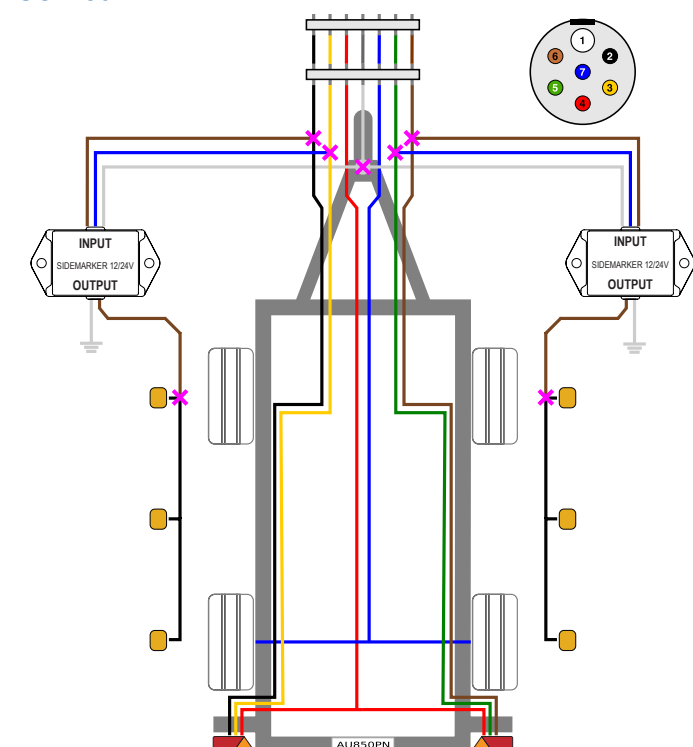 1
6
2
7
5
3
4
INPUT
SIDEMARKER 12/24V
OUTPUT
INPUT
SIDEMARKER 12/24V
OUTPUT
AU850PN